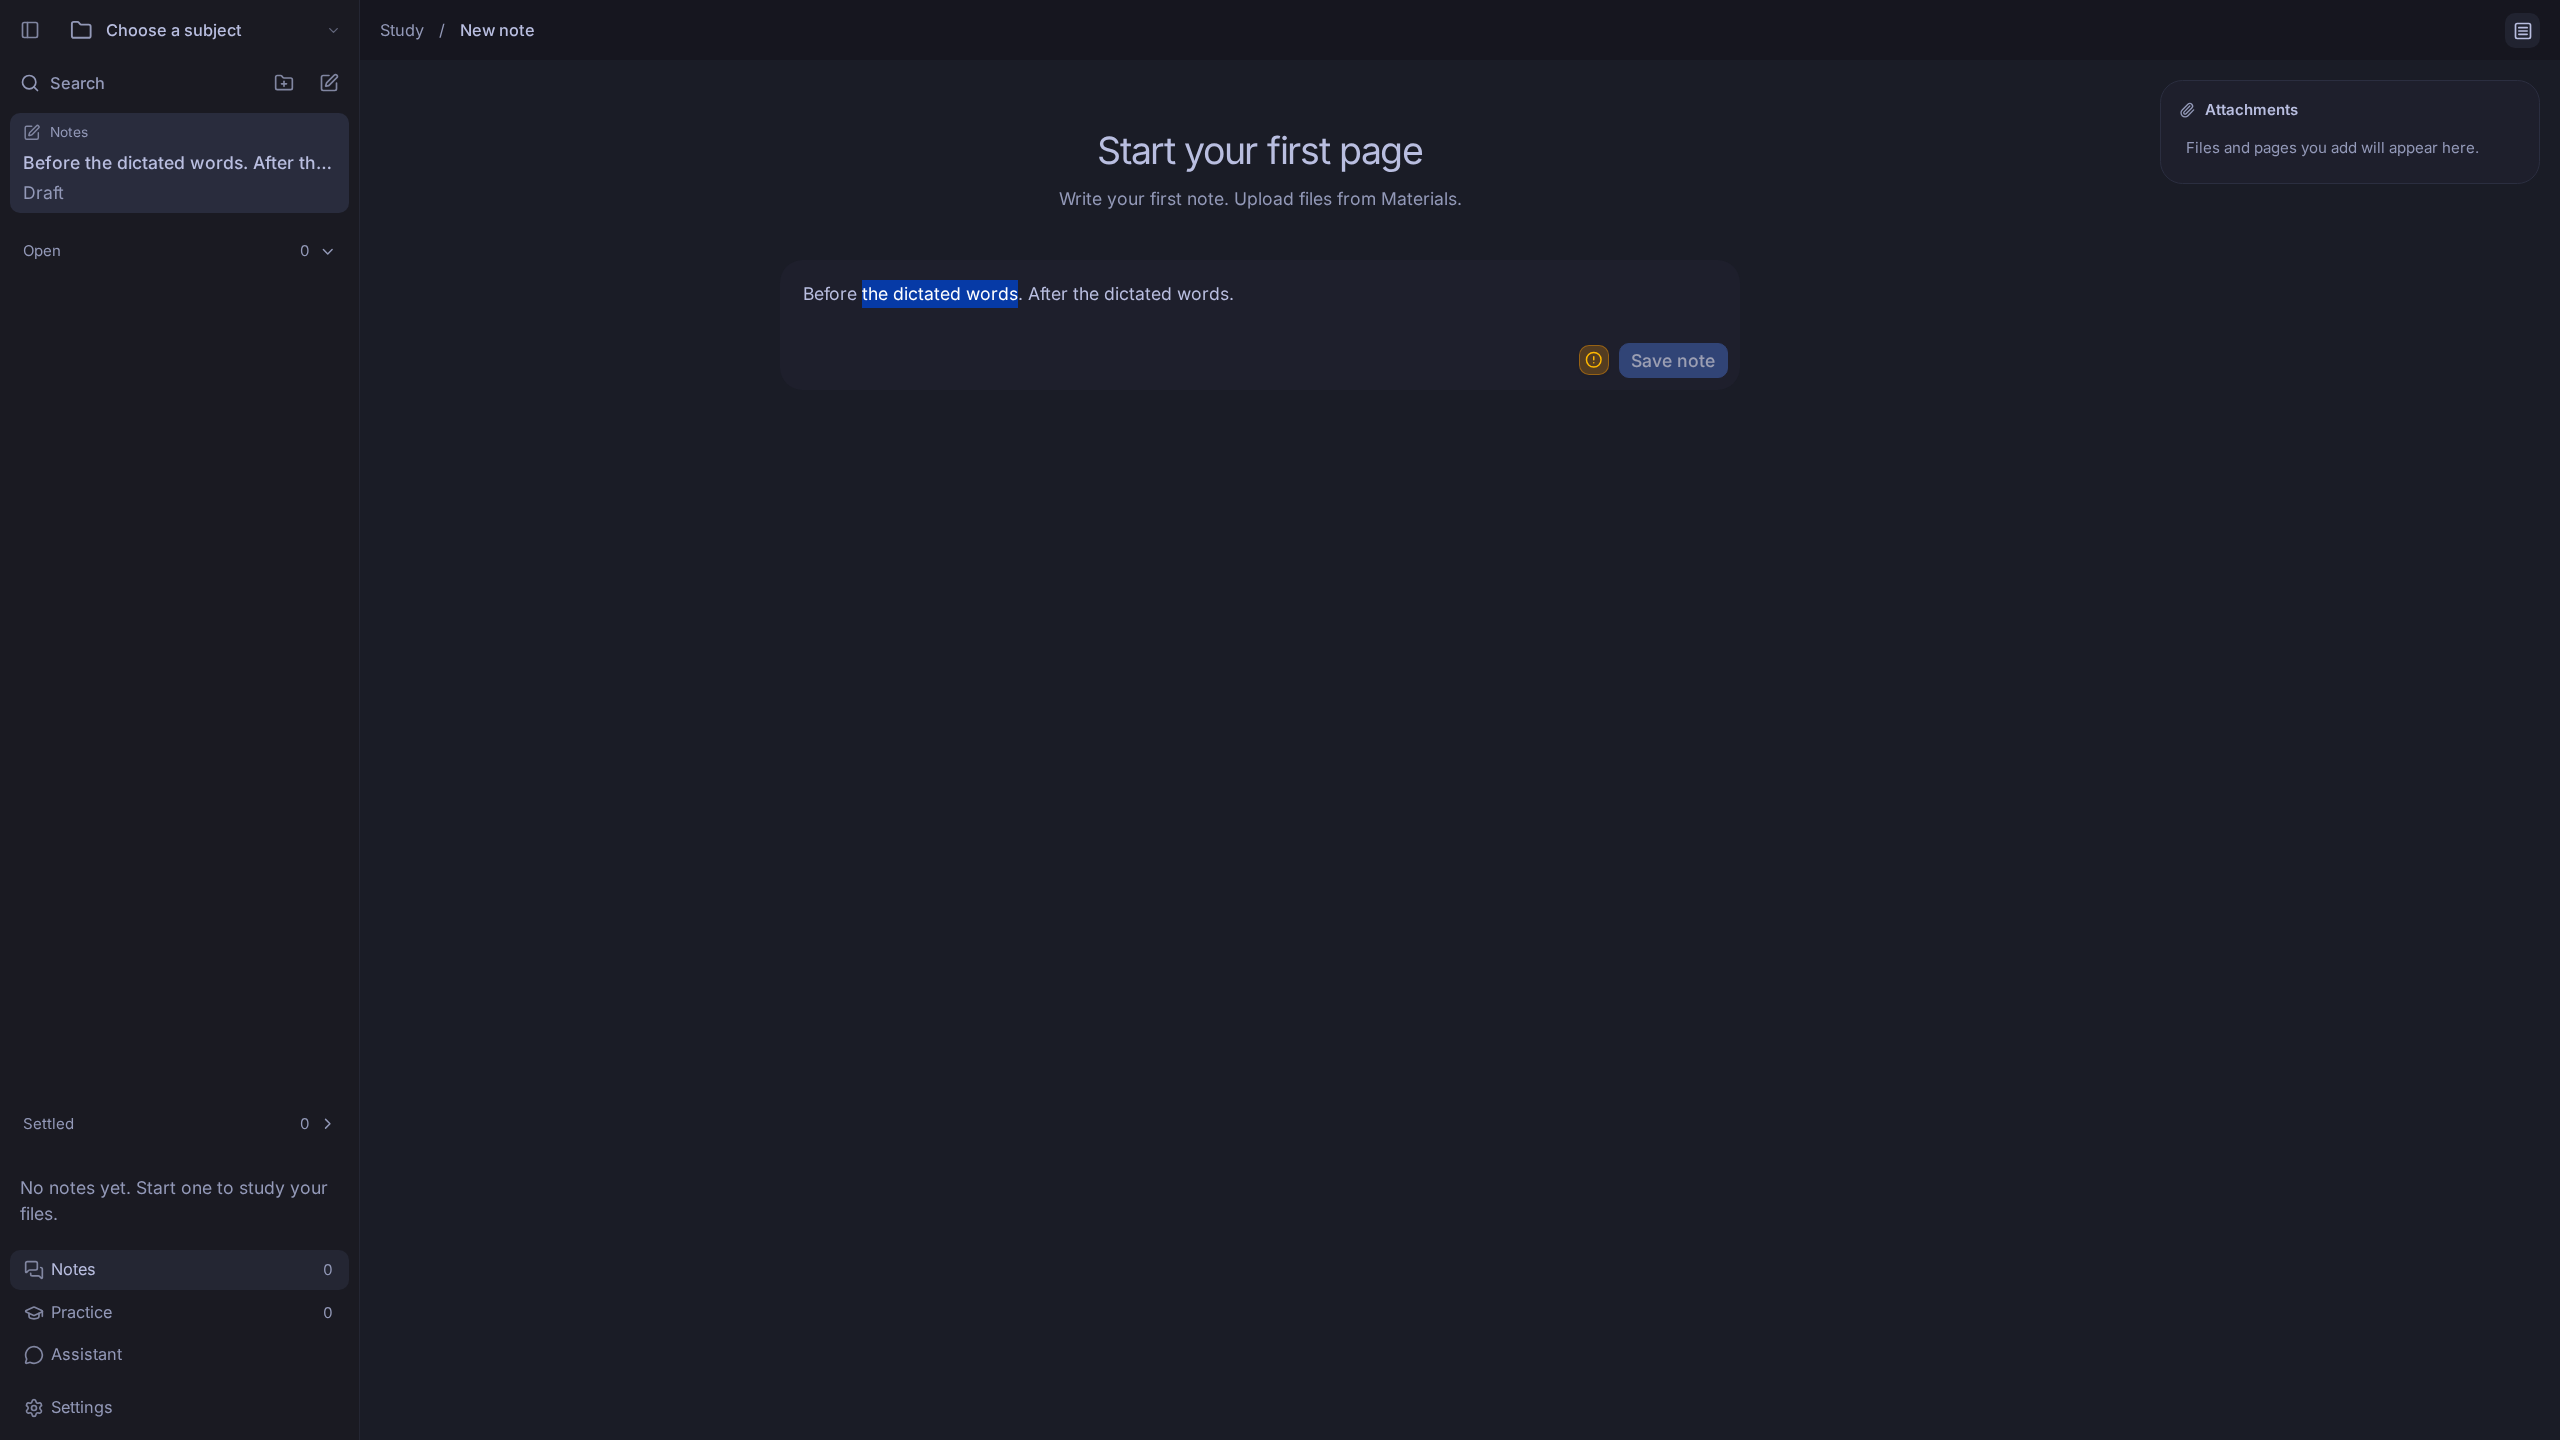 Choose a subject
Search
Notes
Before the dictated words. After th...
Draft
Open 0
Settled 0
No notes yet. Start one to study your
files.
Notes 0
Practice 0
Assistant
Settings
Study / New note
Start your first page
Write your first note. Upload files from Materials.
Before the dictated words. After the dictated words.
Save note
Attachments
Files and pages you add will appear here.